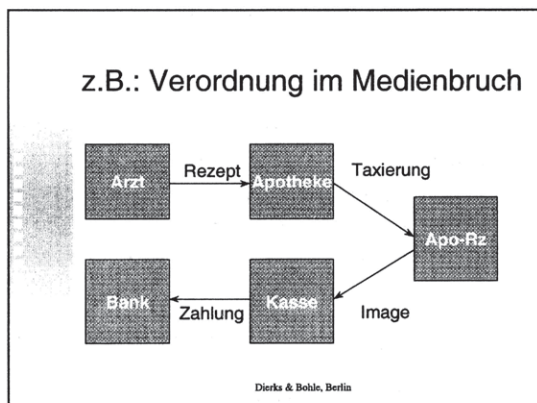 z.B.: Verordnung im Medienbruch
Arzt
Rezept
Apotheke
Taxierung
Apo-Rz
Bank
Zahlung
Kasse
Image
Dierks & Bohle, Berlin